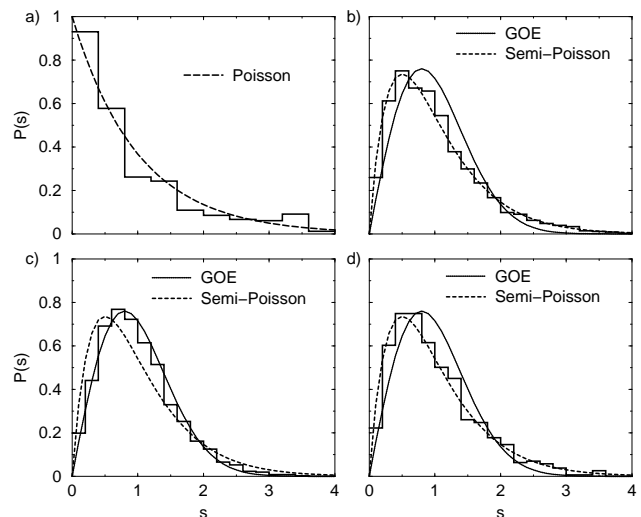 a)
Poisson
P(s)
1
0.8
0.6
0.4
0.2
0
b)
GOE
Semi−Poisson
c)
GOE
Semi−Poisson
P(s)
1
0.8
0.6
0.4
0.2
0
0 1 2 3 4
s
d)
GOE
Semi−Poisson
0 1 2 3 4
s